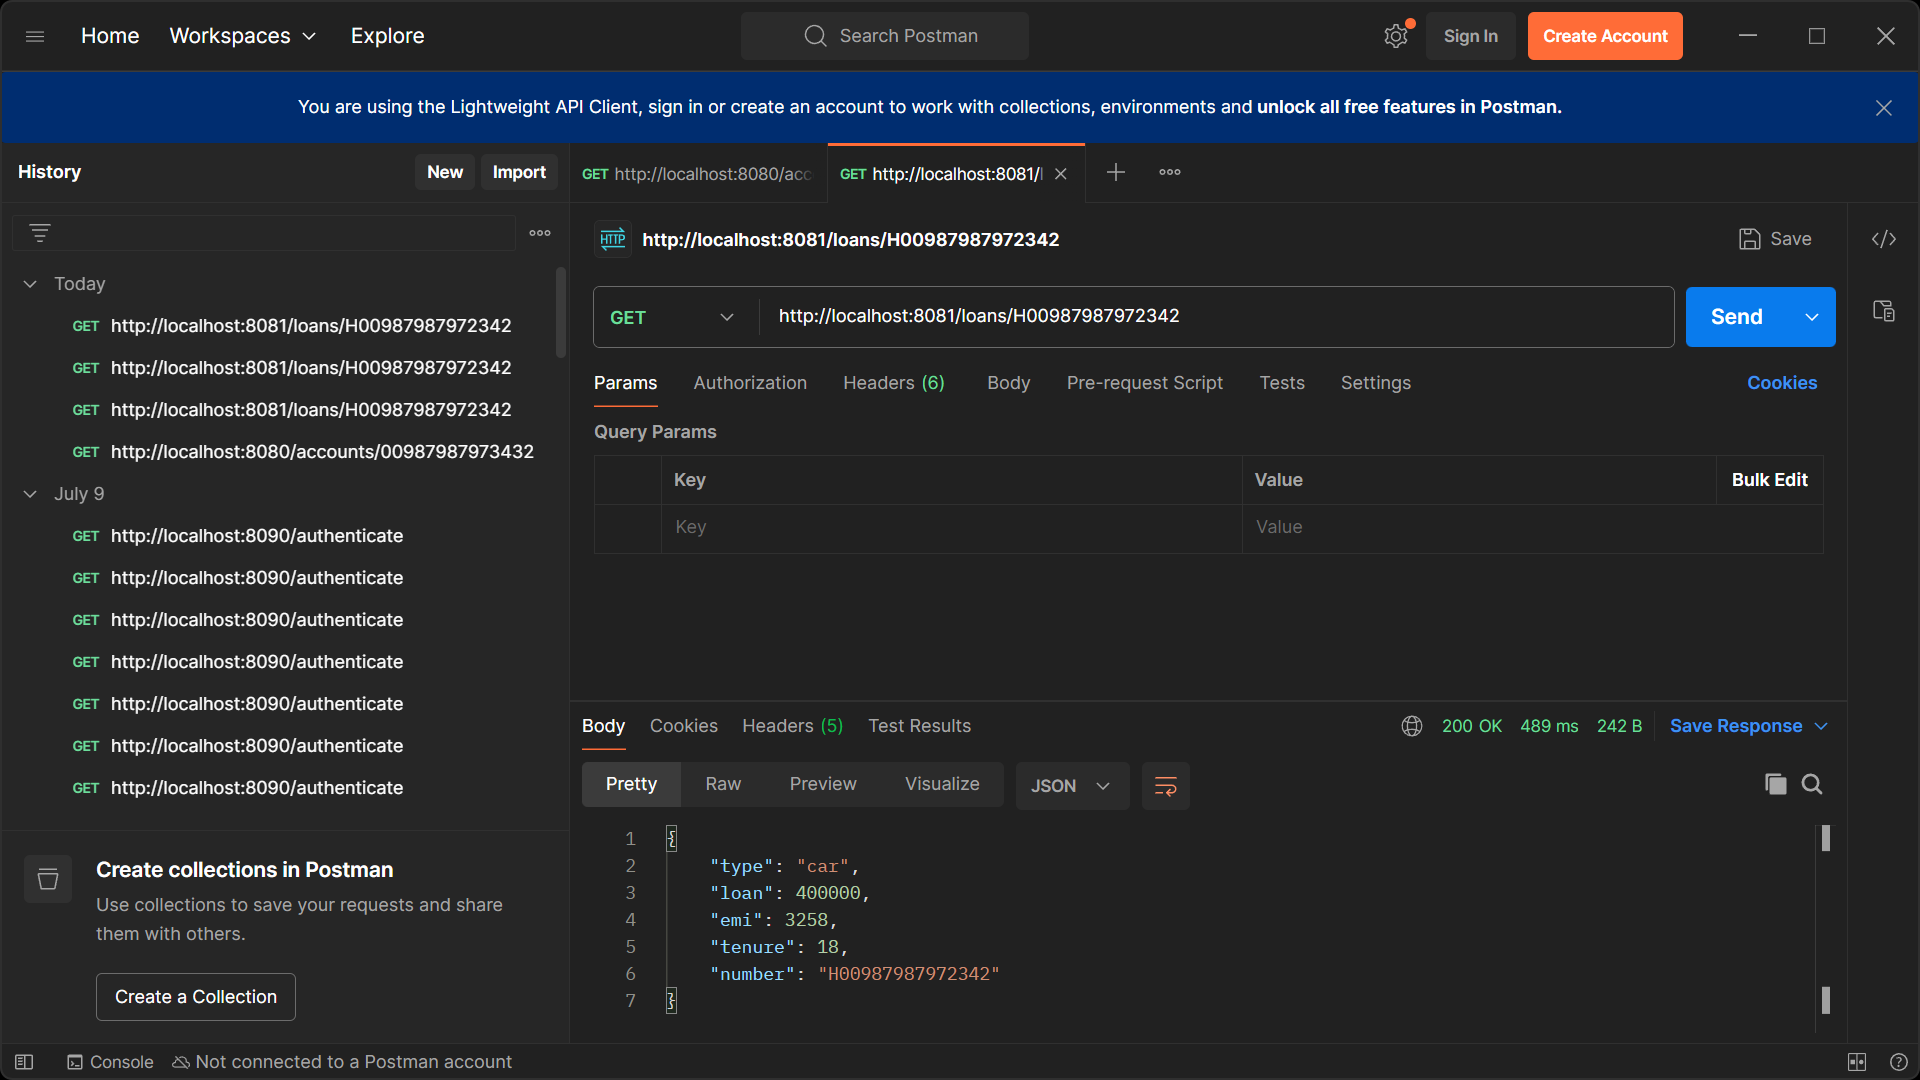 Home Workspaces Explore
Search Postman
Sign In Create Account
You are using the Lightweight API Client, sign in or create an account to work with collections, environments and unlock all free features in Postman.
History New Import
Today
GET http://localhost:8081/loans/H00987987972342
GET http://localhost:8081/loans/H00987987972342
GET http://localhost:8081/loans/H00987987972342
GET http://localhost:8080/accounts/00987987973432
July 9
GET http://localhost:8090/authenticate
GET http://localhost:8090/authenticate
GET http://localhost:8090/authenticate
GET http://localhost:8090/authenticate
GET http://localhost:8090/authenticate
GET http://localhost:8090/authenticate
GET http://localhost:8090/authenticate
Create collections in Postman
Use collections to save your requests and share
them with others.
Create a Collection
GET http://localhost:8080/acc
GET http://localhost:8081/l
HTTP http://localhost:8081/loans/H00987987972342
Save
GET http://localhost:8081/loans/H00987987972342
Send
Params Authorization Headers (6) Body Pre-request Script Tests Settings Cookies
Query Params
Key Value Bulk Edit
Key Value
Body Cookies Headers (5) Test Results
200 OK 489 ms 242 B Save Response
Pretty Raw Preview Visualize JSON
1 {
2 "type": "car",
3 "loan": 400000,
4 "emi": 3258,
5 "tenure": 18,
6 "number": "H00987987972342"
7 }
Console Not connected to a Postman account